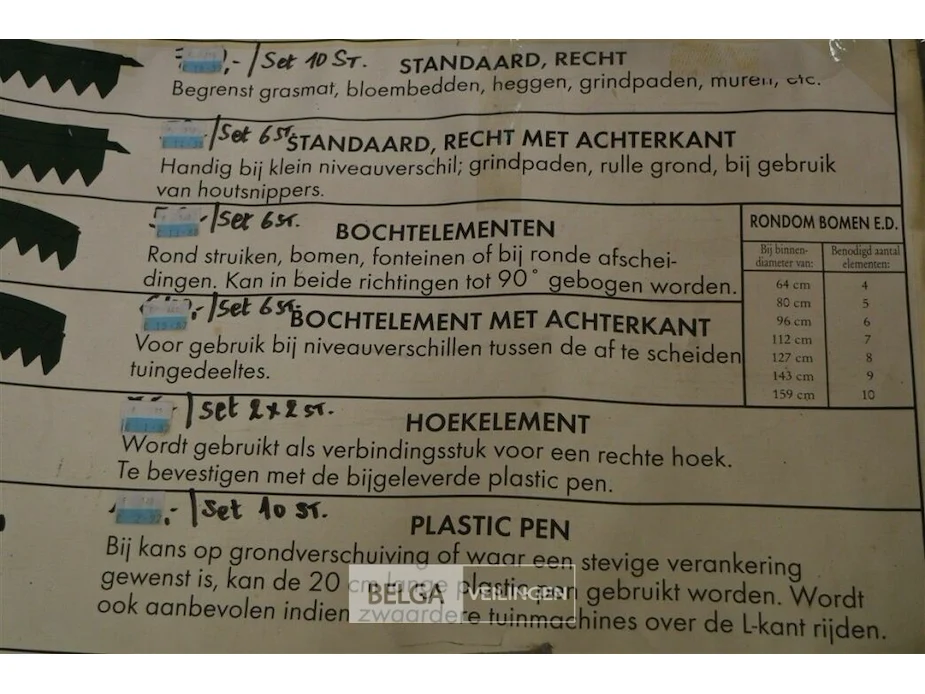 ,- / Set 10 ST.
STANDAARD, RECHT
Begrenst grasmat, bloembedden, heggen, grindpaden, muren, etc.
/ Set 6 ST.
STANDAARD, RECHT MET ACHTERKANT
Handig bij klein niveauverschil; grindpaden, rulle grond, bij gebruik
van houtsnippers.
,- / Set 6 ST.
BOCHTELEMENTEN
Rond struiken, bomen, fonteinen of bij ronde afschei-
dingen. Kan in beide richtingen tot 90° gebogen worden.
RONDOM BOMEN E.D.
Bij binnen- Benodigd aantal
diameter van: elementen:
64 cm 4
80 cm 5
96 cm 6
112 cm 7
127 cm 8
143 cm 9
159 cm 10
,- / Set 6 ST.
BOCHTELEMENT MET ACHTERKANT
Voor gebruik bij niveauverschillen tussen de af te scheiden
tuingedeeltes.
- / Set 2x2 ST.
HOEKELEMENT
Wordt gebruikt als verbindingsstuk voor een rechte hoek.
Te bevestigen met de bijgeleverde plastic pen.
,- / Set 10 ST.
PLASTIC PEN
Bij kans op grondverschuiving of waar een stevige verankering
gewenst is, kan de 20 cm lange plastic pen gebruikt worden. Wordt
ook aanbevolen indien zwaardere tuinmachines over de L-kant rijden.
BELGA VEILINGEN